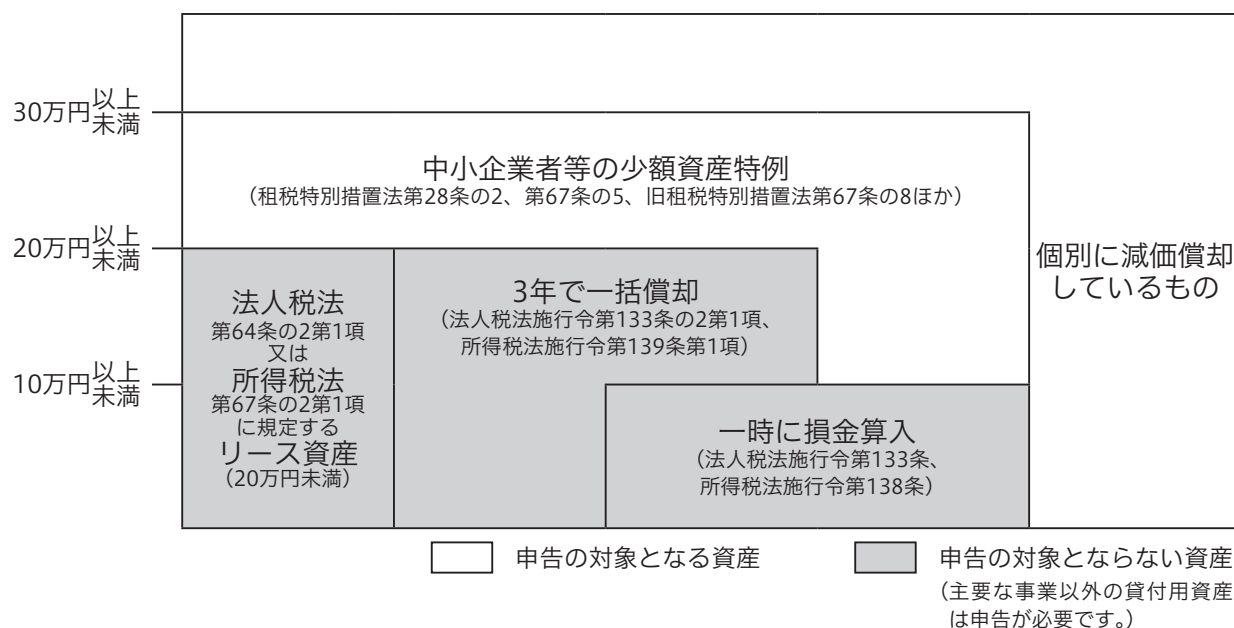 30万円以上
未満
中小企業者等の少額資産特例
（租税特別措置法第28条の2、第67条の5、旧租税特別措置法第67条の8ほか）
20万円以上
未満
個別に減価償却
しているもの
法人税法
第64条の2第1項
又は
所得税法
第67条の2第1項
に規定する
リース資産
（20万円未満）
3年で一括償却
（法人税法施行令第133条の2第1項、
所得税法施行令第139条第1項）
10万円以上
未満
一時に損金算入
（法人税法施行令第133条、
所得税法施行令第138条）
申告の対象となる資産
申告の対象とならない資産
（主要な事業以外の貸付用資産
は申告が必要です。）